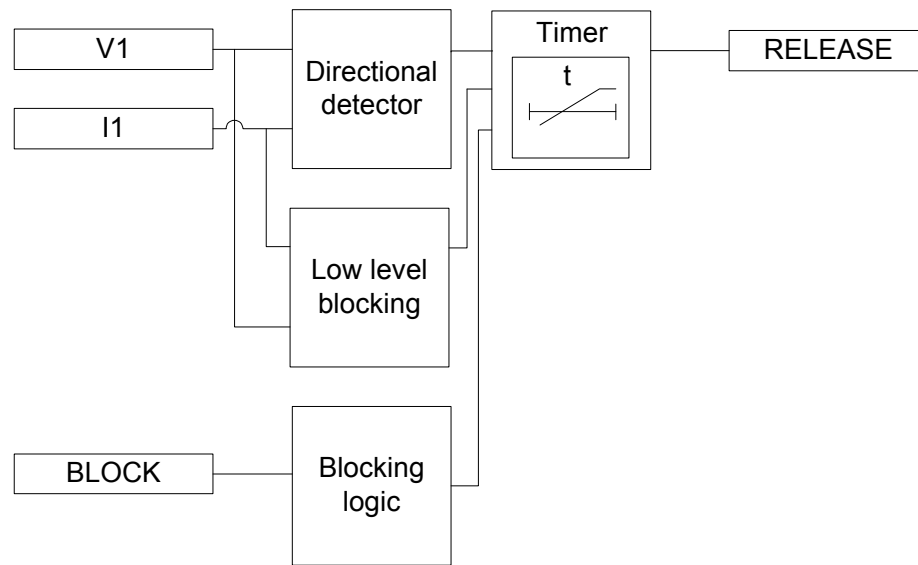 V1
I1
BLOCK
Directional
detector
Low level
blocking
Blocking
logic
Timer
t
RELEASE